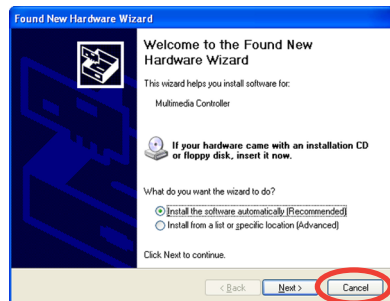 Found New Hardware Wizard
Welcome to the Found New
Hardware Wizard
This wizard helps you install software for:
Multimedia Controller
If your hardware came with an installation CD
or floppy disk, insert it now.
What do you want the wizard to do?
Install the software automatically (Recommended)
Install from a list or specific location (Advanced)
Click Next to continue.
< Back Next > Cancel